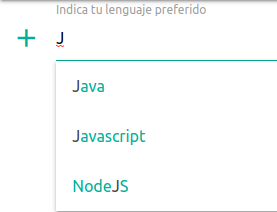 Indica tu lenguaje preferido
J
Java
Javascript
NodeJS